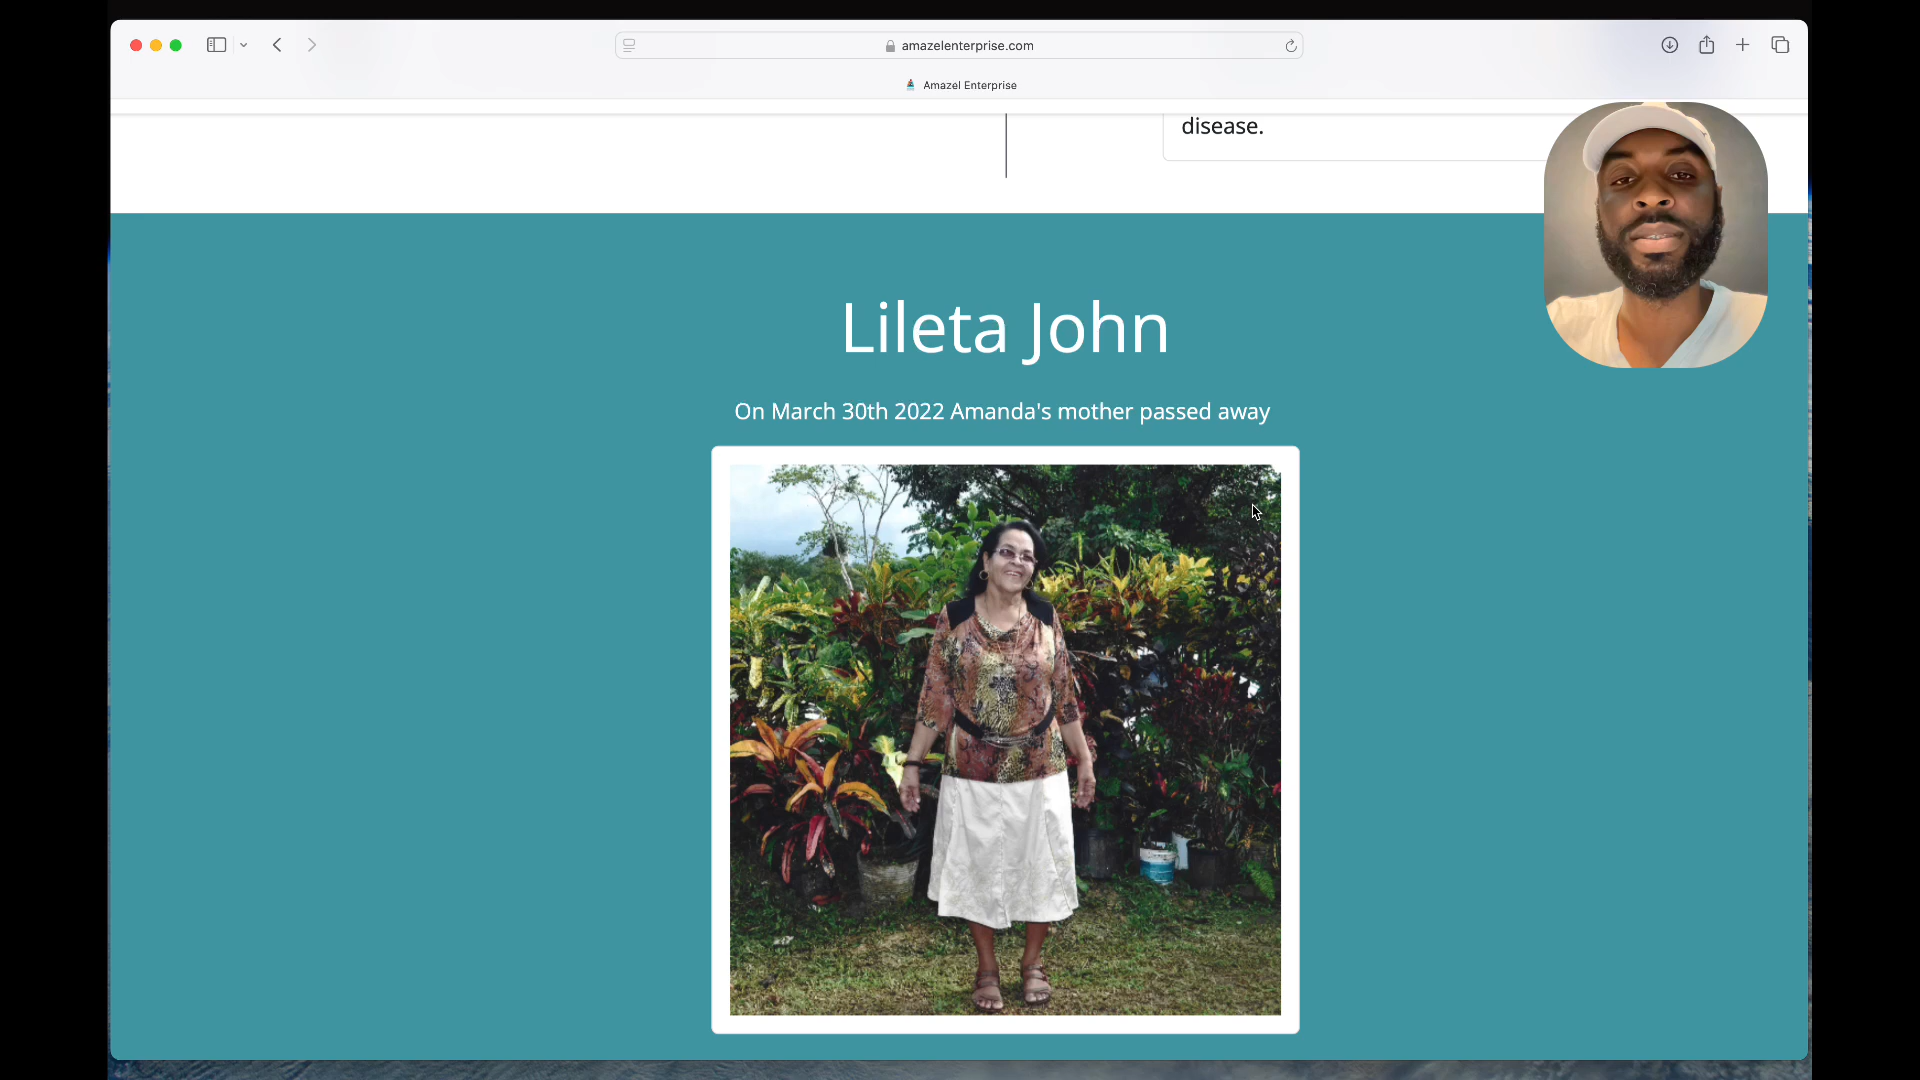 amazelenterprise.com
Amazel Enterprise
disease.
Lileta John
On March 30th 2022 Amanda's mother passed away